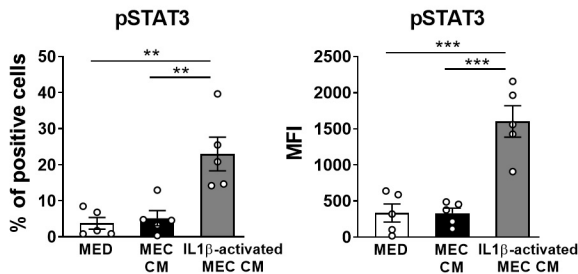 pSTAT3
% of positive cells
50
40
30
20
10
0
**
**
MED
MEC
CM
IL1β-activated
MEC CM
pSTAT3
MFI
2500
2000
1500
1000
500
0
***
***
MED
MEC
CM
IL1β-activated
MEC CM